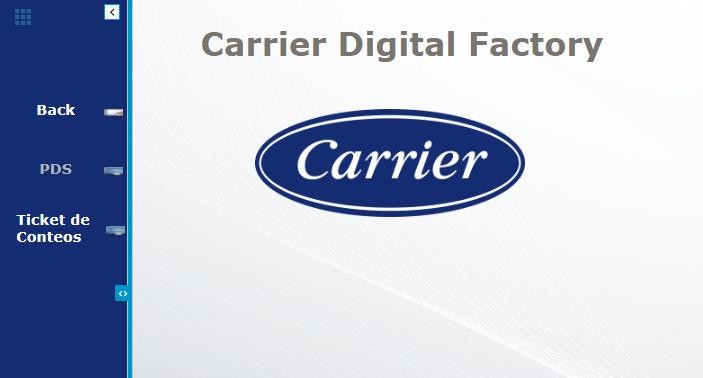 Carrier Digital Factory
Back
Carrier
PDS
Ticket de
Conteos